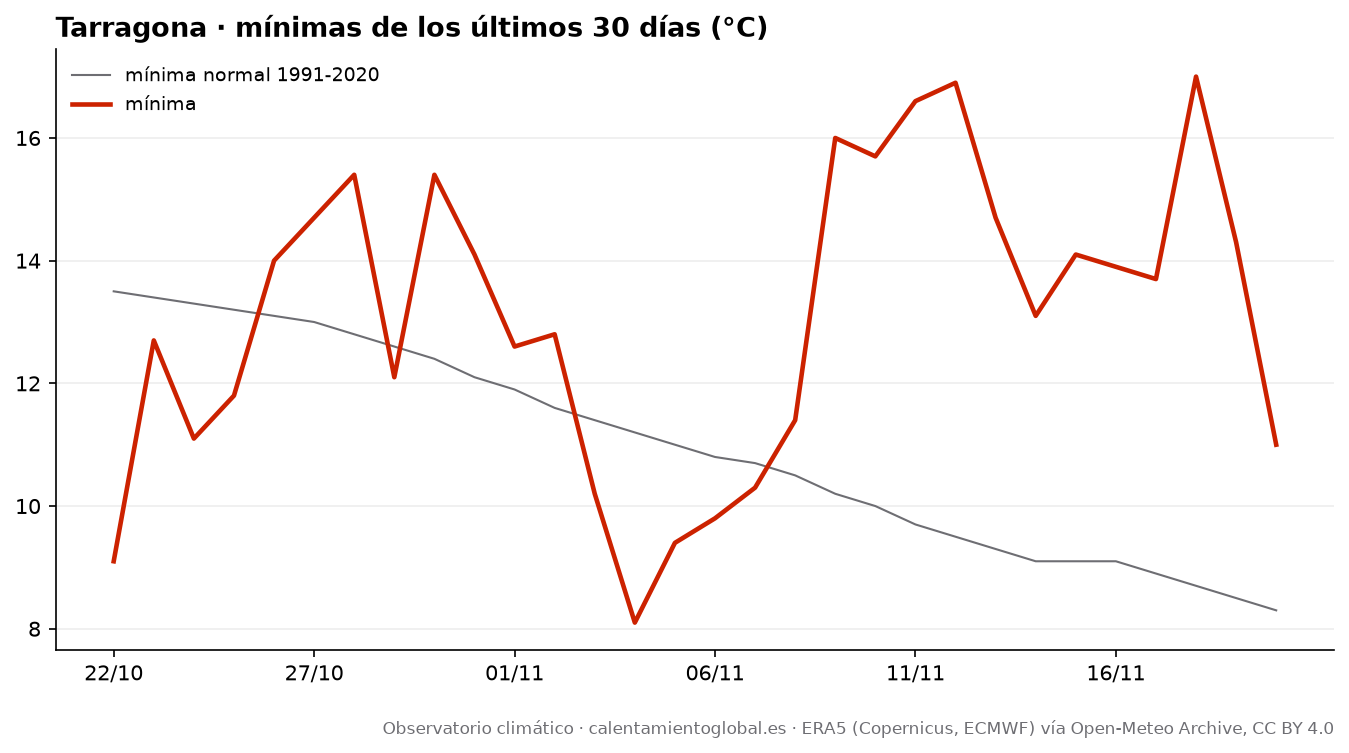 Tarragona · mínimas de los últimos 30 días (°C)
mínima normal 1991-2020
mínima
16
14
12
10
8
22/10
27/10
01/11
06/11
11/11
16/11
Observatorio climático · calentamientoglobal.es · ERA5 (Copernicus, ECMWF) vía Open-Meteo Archive, CC BY 4.0